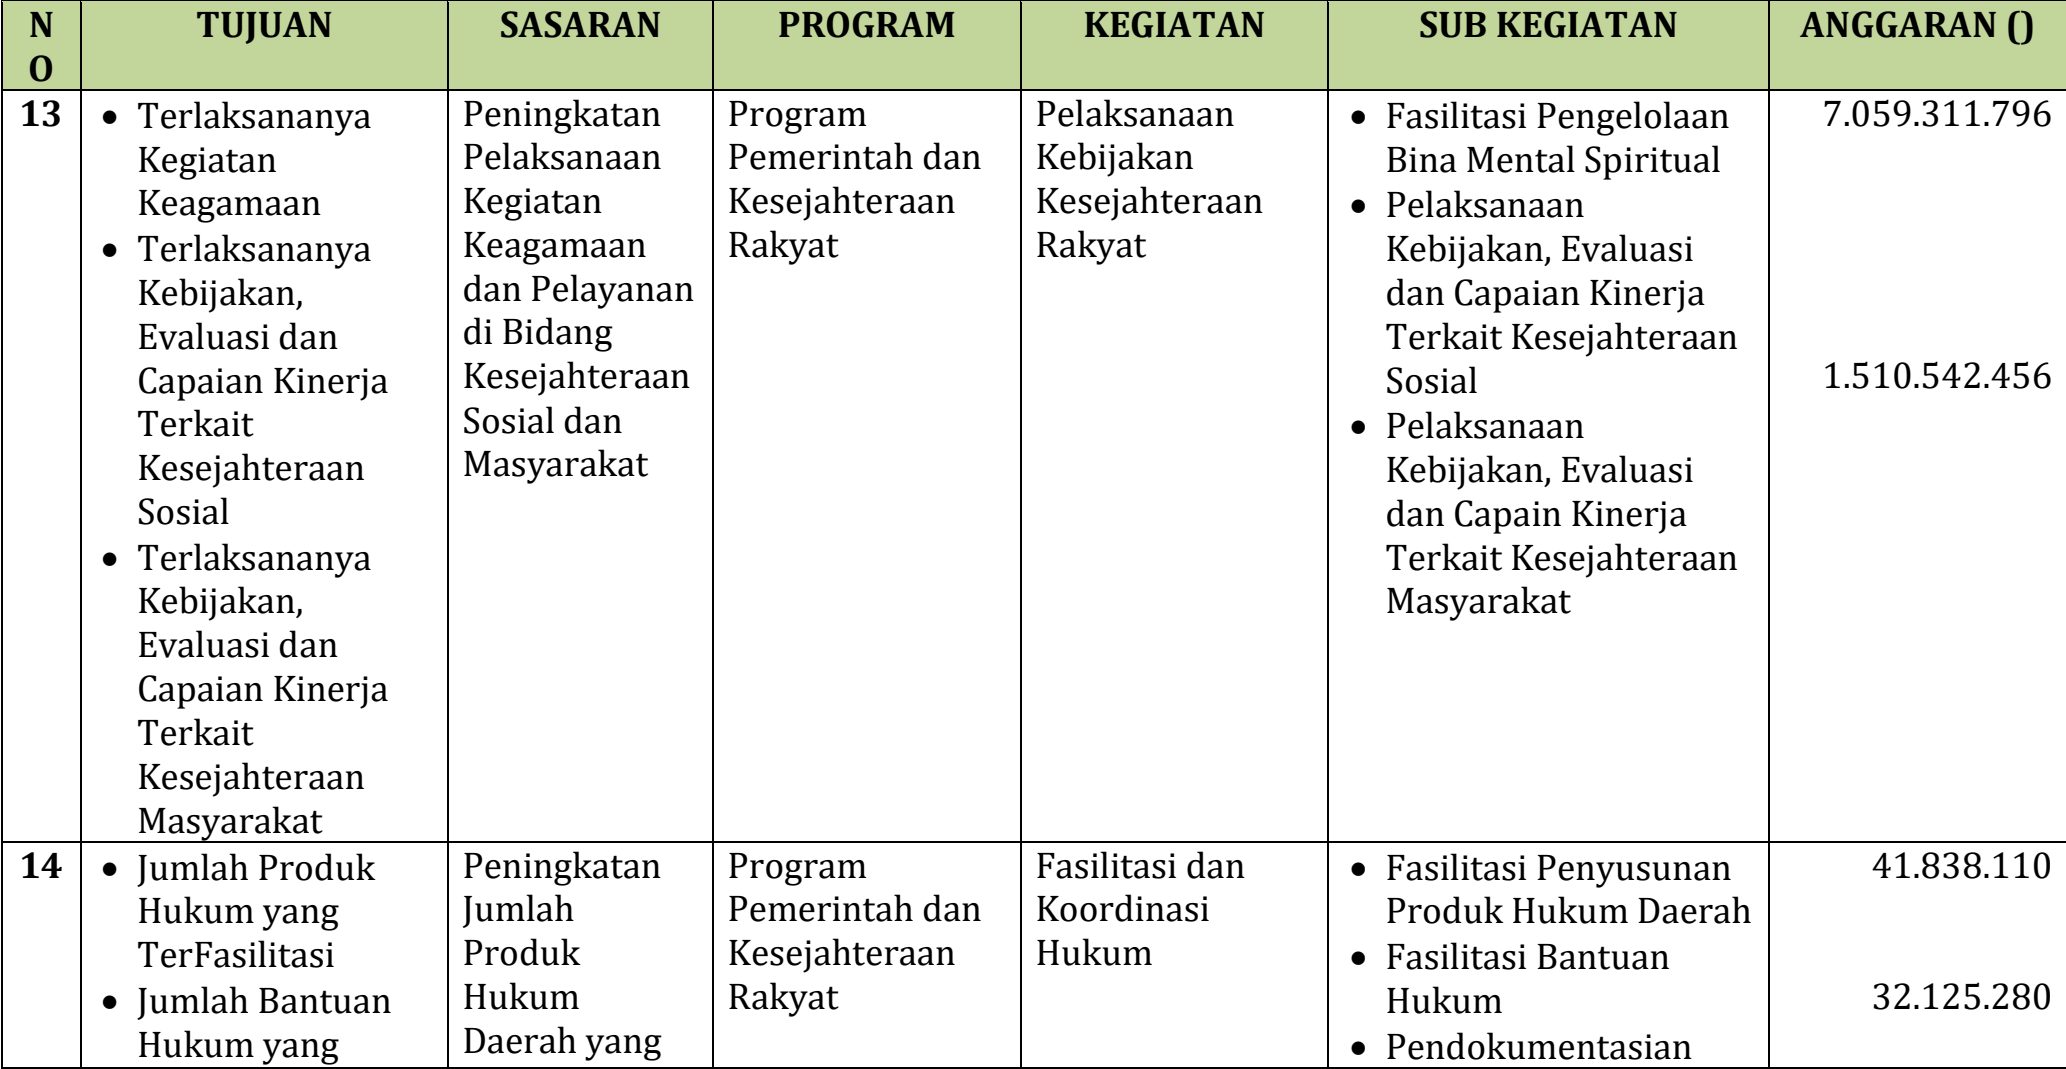 N
O
TUJUAN
SASARAN
PROGRAM
KEGIATAN
SUB KEGIATAN
ANGGARAN ()
13
• Terlaksananya
Kegiatan
Keagamaan
• Terlaksananya
Kebijakan,
Evaluasi dan
Capaian Kinerja
Terkait
Kesejahteraan
Sosial
• Terlaksananya
Kebijakan,
Evaluasi dan
Capaian Kinerja
Terkait
Kesejahteraan
Masyarakat
Peningkatan
Pelaksanaan
Kegiatan
Keagamaan
dan Pelayanan
di Bidang
Kesejahteraan
Sosial dan
Masyarakat
Program
Pemerintah dan
Kesejahteraan
Rakyat
Pelaksanaan
Kebijakan
Kesejahteraan
Rakyat
• Fasilitasi Pengelolaan
Bina Mental Spiritual
• Pelaksanaan
Kebijakan, Evaluasi
dan Capaian Kinerja
Terkait Kesejahteraan
Sosial
• Pelaksanaan
Kebijakan, Evaluasi
dan Capain Kinerja
Terkait Kesejahteraan
Masyarakat
7.059.311.796
1.510.542.456
14
• Jumlah Produk
Hukum yang
TerFasilitasi
• Jumlah Bantuan
Hukum yang
Peningkatan
Jumlah
Produk
Hukum
Daerah yang
Program
Pemerintah dan
Kesejahteraan
Rakyat
Fasilitasi dan
Koordinasi
Hukum
• Fasilitasi Penyusunan
Produk Hukum Daerah
• Fasilitasi Bantuan
Hukum
• Pendokumentasian
41.838.110
32.125.280